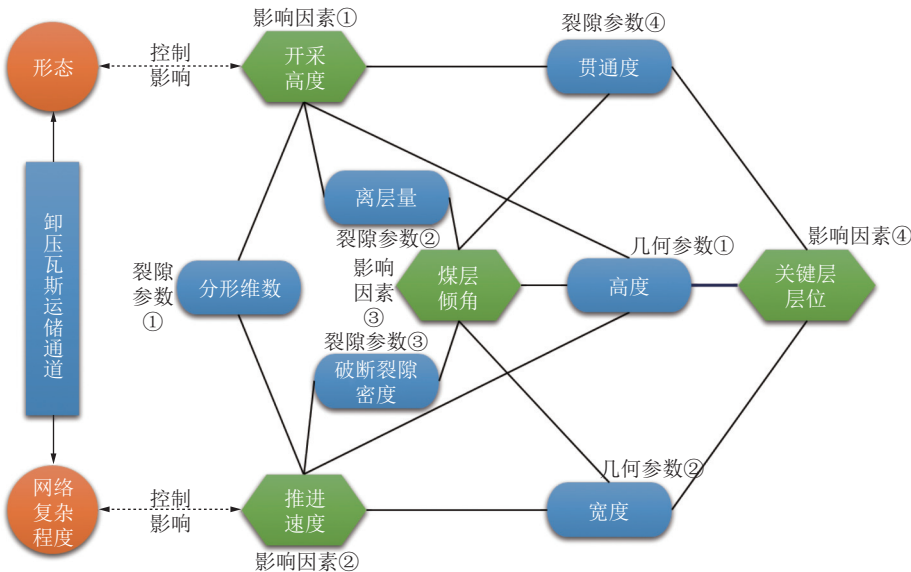 影响因素①
裂隙参数④
形态
控制
影响
开采
高度
贯通度
离层量
裂隙参数②
几何参数①
影响因素④
卸压瓦斯运储通道
裂隙
参数
①
分形维数
影响
因素
③
煤层
倾角
高度
关键层
层位
裂隙参数③
破断裂隙
密度
几何参数②
网络
复杂
程度
控制
影响
推进
速度
宽度
影响因素②